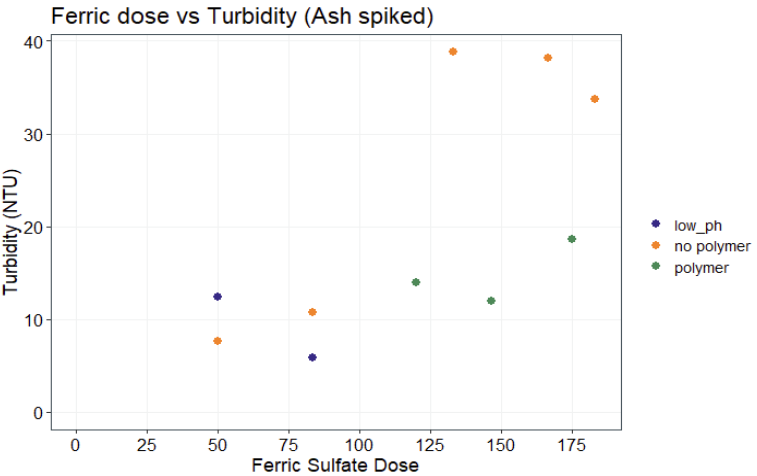 Ferric dose vs Turbidity (Ash spiked)
Turbidity (NTU)
40
30
20
10
0
0 25 50 75 100 125 150 175
Ferric Sulfate Dose
low_ph
no polymer
polymer